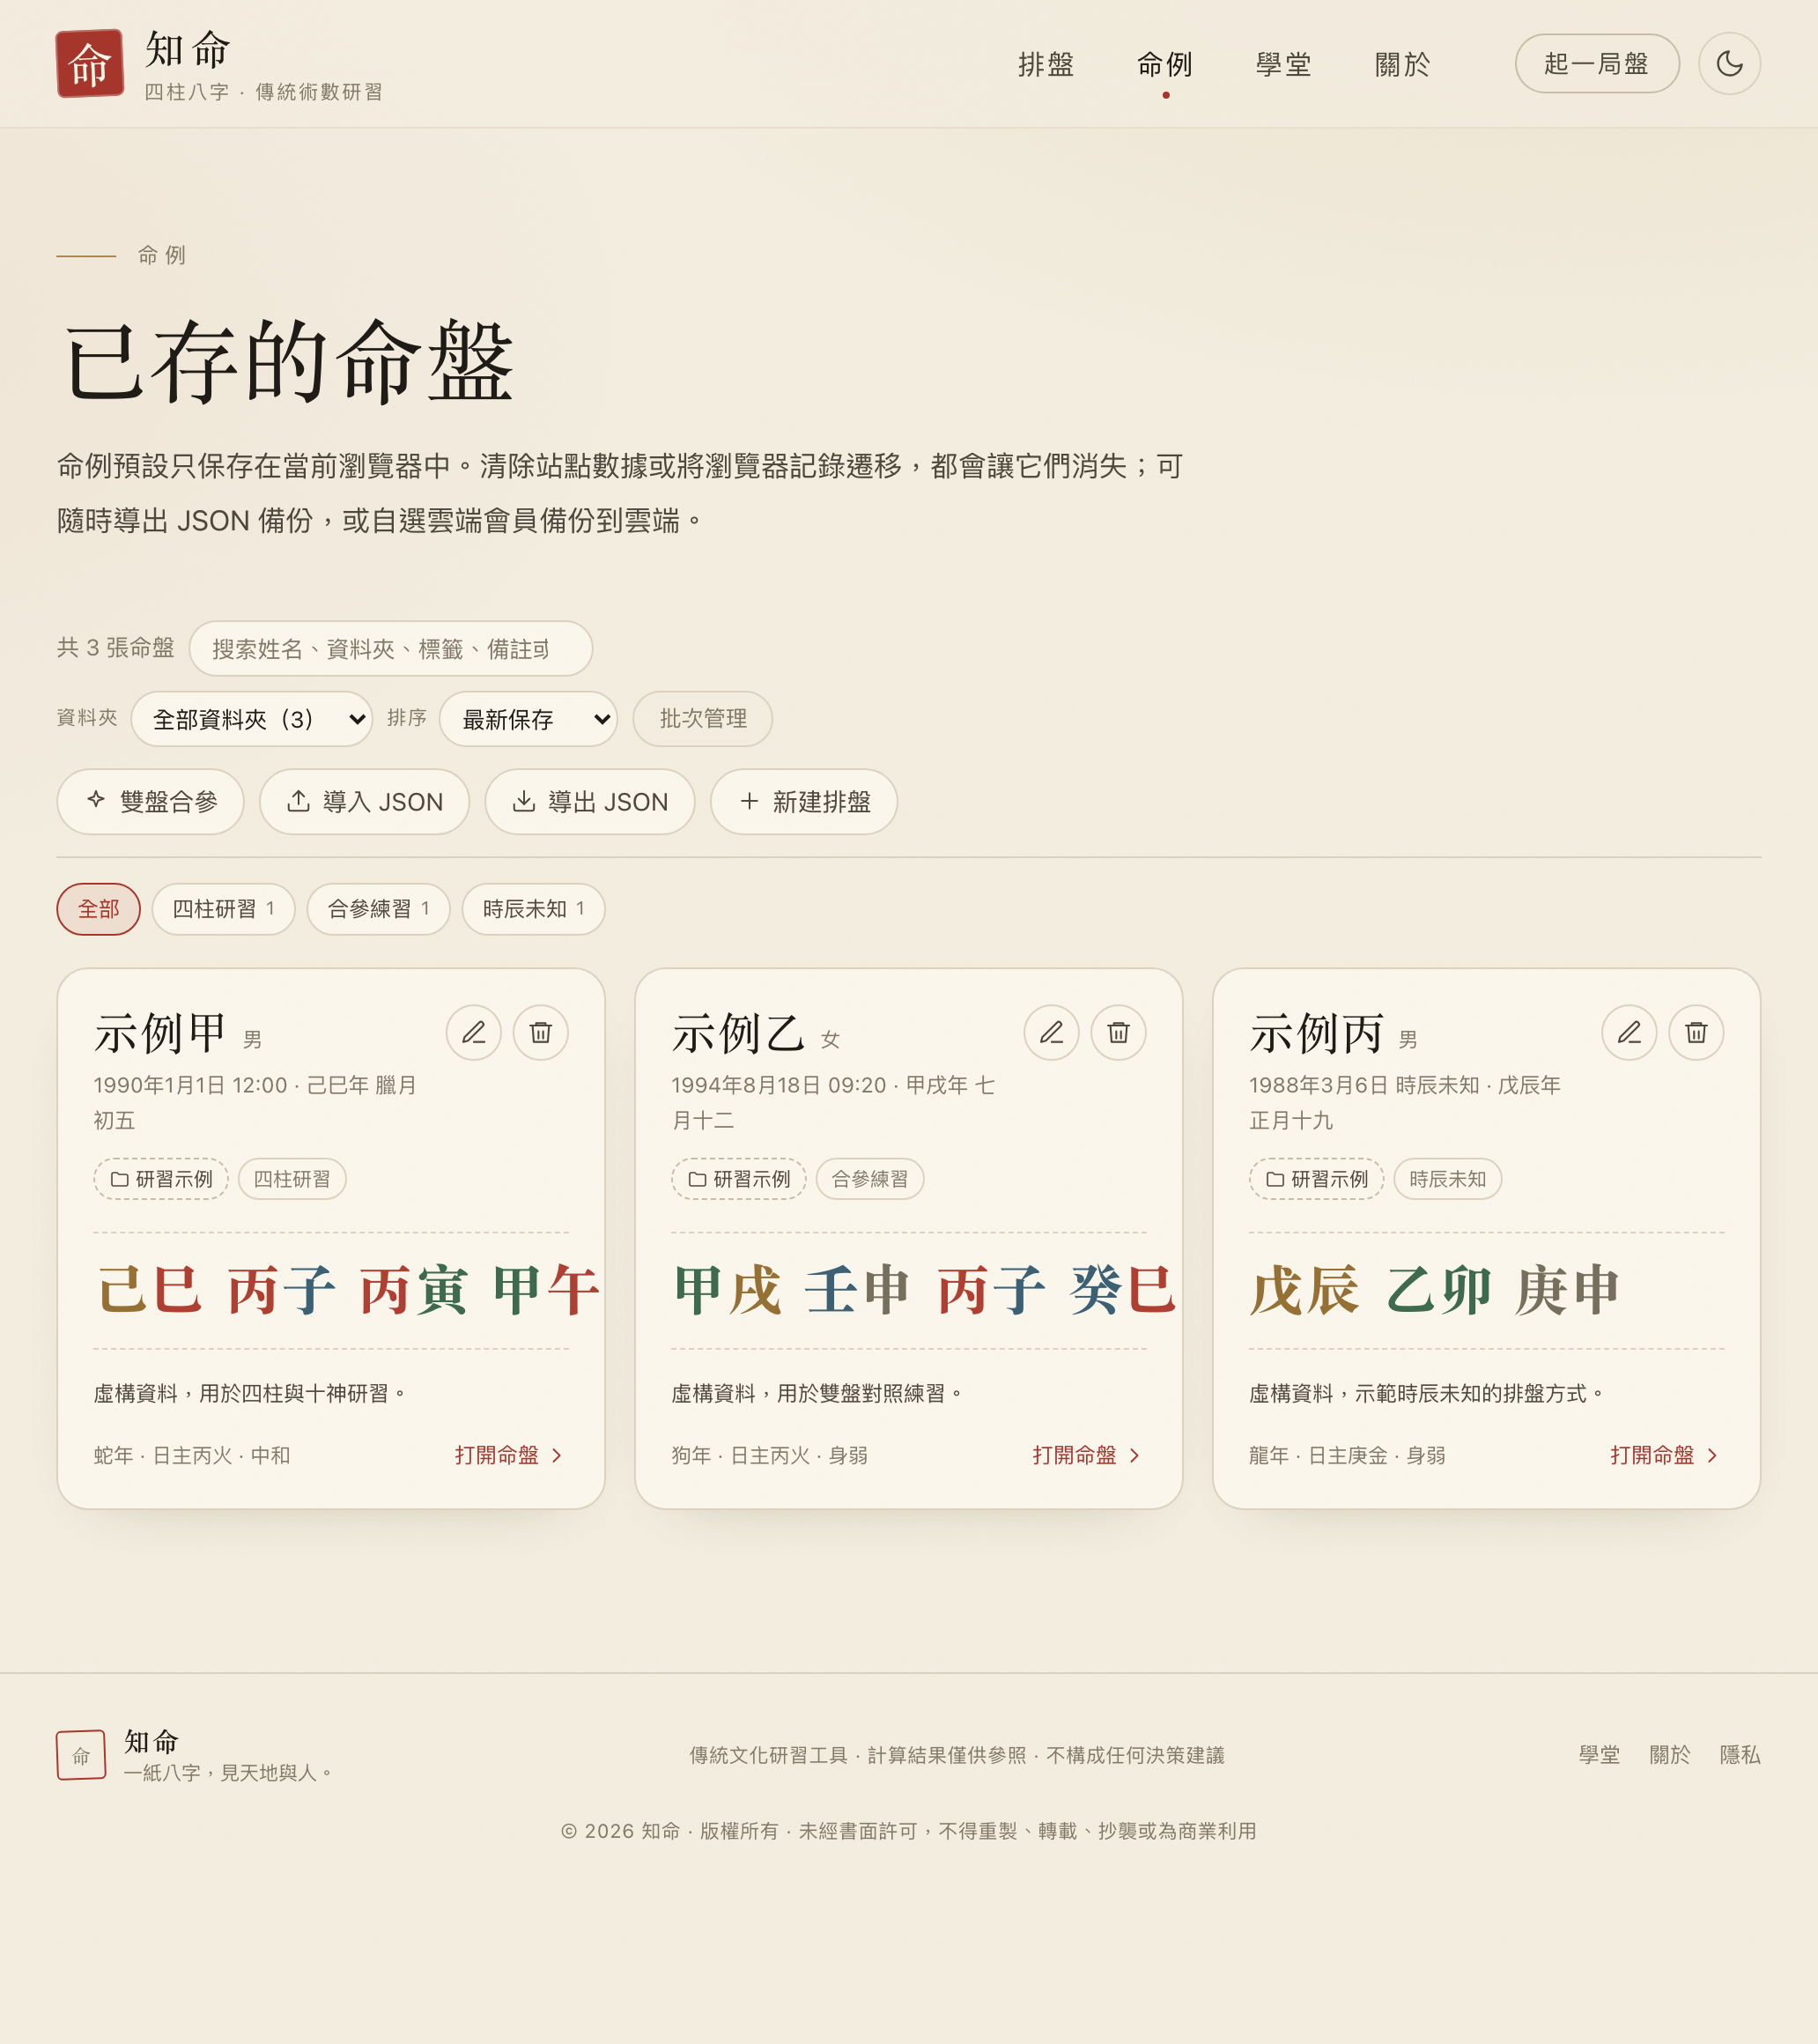 命
知命
四柱八字 · 傳統術數研習
排盤
命例
學堂
關於
起一局盤
命例
已存的命盤
命例預設只保存在當前瀏覽器中。清除站點數據或將瀏覽器記錄遷移，都會讓它們消失；可
隨時導出 JSON 備份，或自選雲端會員備份到雲端。
共 3 張命盤
搜索姓名、資料夾、標籤、備註或
資料夾
全部資料夾（3）
排序
最新保存
批次管理
雙盤合參
導入 JSON
導出 JSON
新建排盤
全部
四柱研習 1
合參練習 1
時辰未知 1
示例甲 男
1990年1月1日 12:00 · 己巳年 臘月
初五
研習示例
四柱研習
己巳 丙子 丙寅 甲午
虛構資料，用於四柱與十神研習。
蛇年 · 日主丙火 · 中和
打開命盤
示例乙 女
1994年8月18日 09:20 · 甲戌年 七
月十二
研習示例
合參練習
甲戌 壬申 丙子 癸巳
虛構資料，用於雙盤對照練習。
狗年 · 日主丙火 · 身弱
打開命盤
示例丙 男
1988年3月6日 時辰未知 · 戊辰年
正月十九
研習示例
時辰未知
戊辰 乙卯 庚申
虛構資料，示範時辰未知的排盤方式。
龍年 · 日主庚金 · 身弱
打開命盤
命
知命
一紙八字，見天地與人。
傳統文化研習工具 · 計算結果僅供參照 · 不構成任何決策建議
學堂
關於
隱私
© 2026 知命 · 版權所有 · 未經書面許可，不得重製、轉載、抄襲或為商業利用